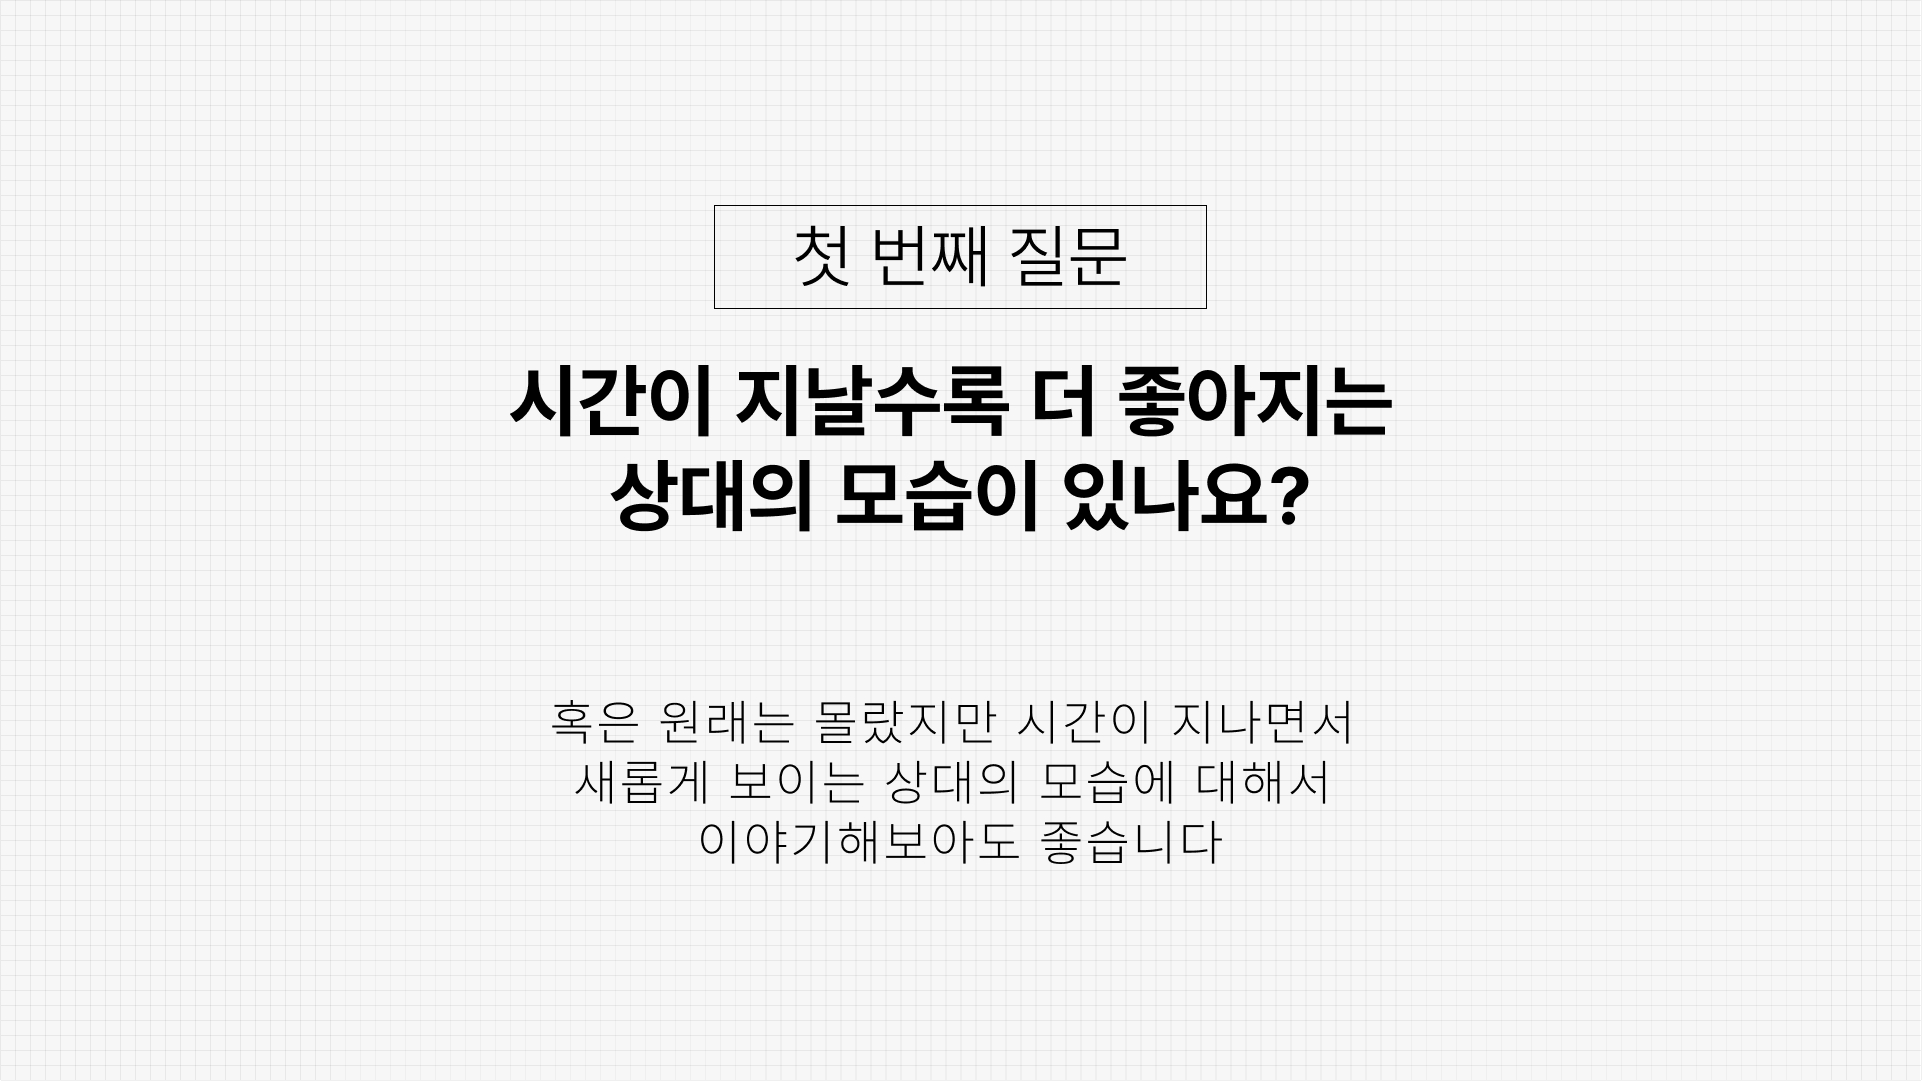 첫 번째 질문
시간이 지날수록 더 좋아지는
상대의 모습이 있나요?
혹은 원래는 몰랐지만 시간이 지나면서
새롭게 보이는 상대의 모습에 대해서
이야기해보아도 좋습니다